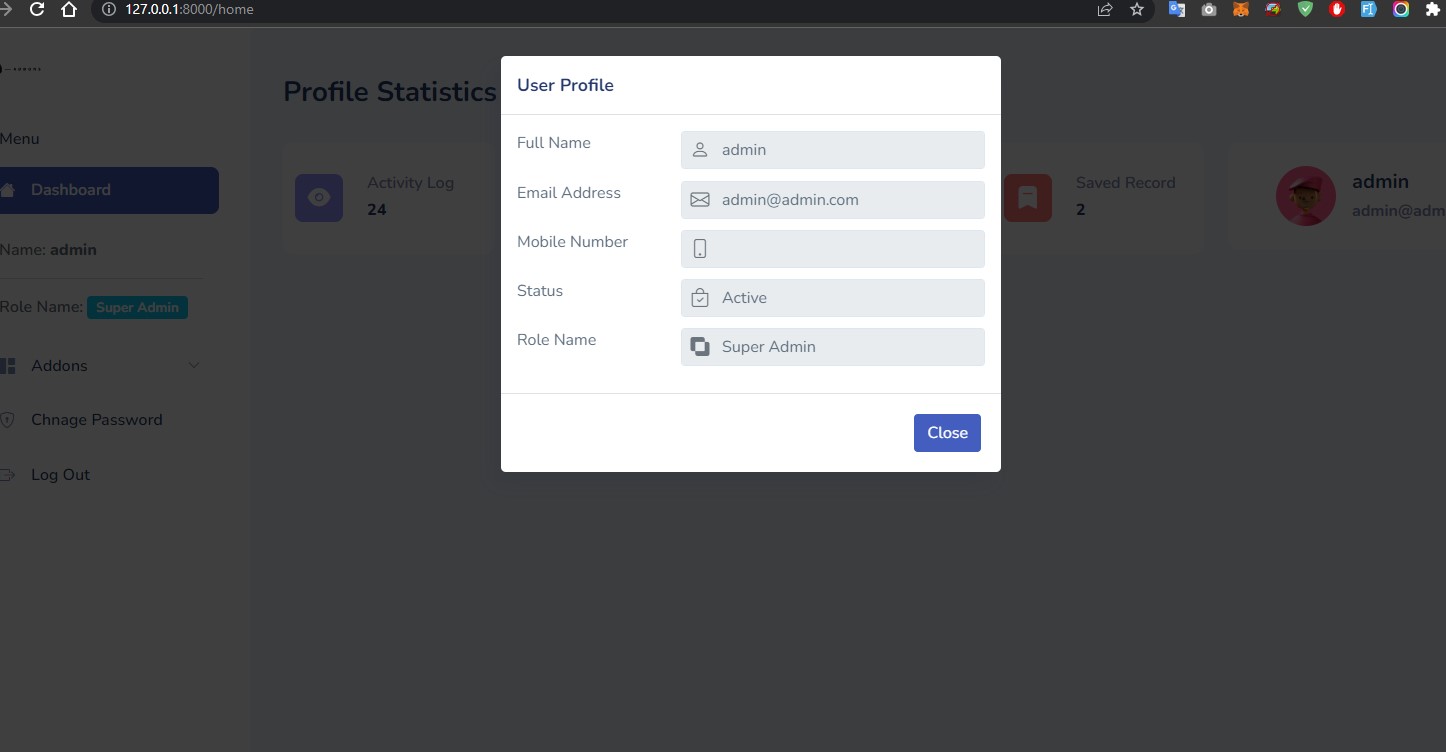 127.0.0.1:8000/home
User Profile
Full Name
admin
Email Address
admin@admin.com
Mobile Number
Status
Active
Role Name
Super Admin
Close
Profile Statistics
Activity Log
24
Saved Record
2
admin
admin@adm
Menu
Dashboard
Name: admin
Role Name: Super Admin
Addons
Chnage Password
Log Out